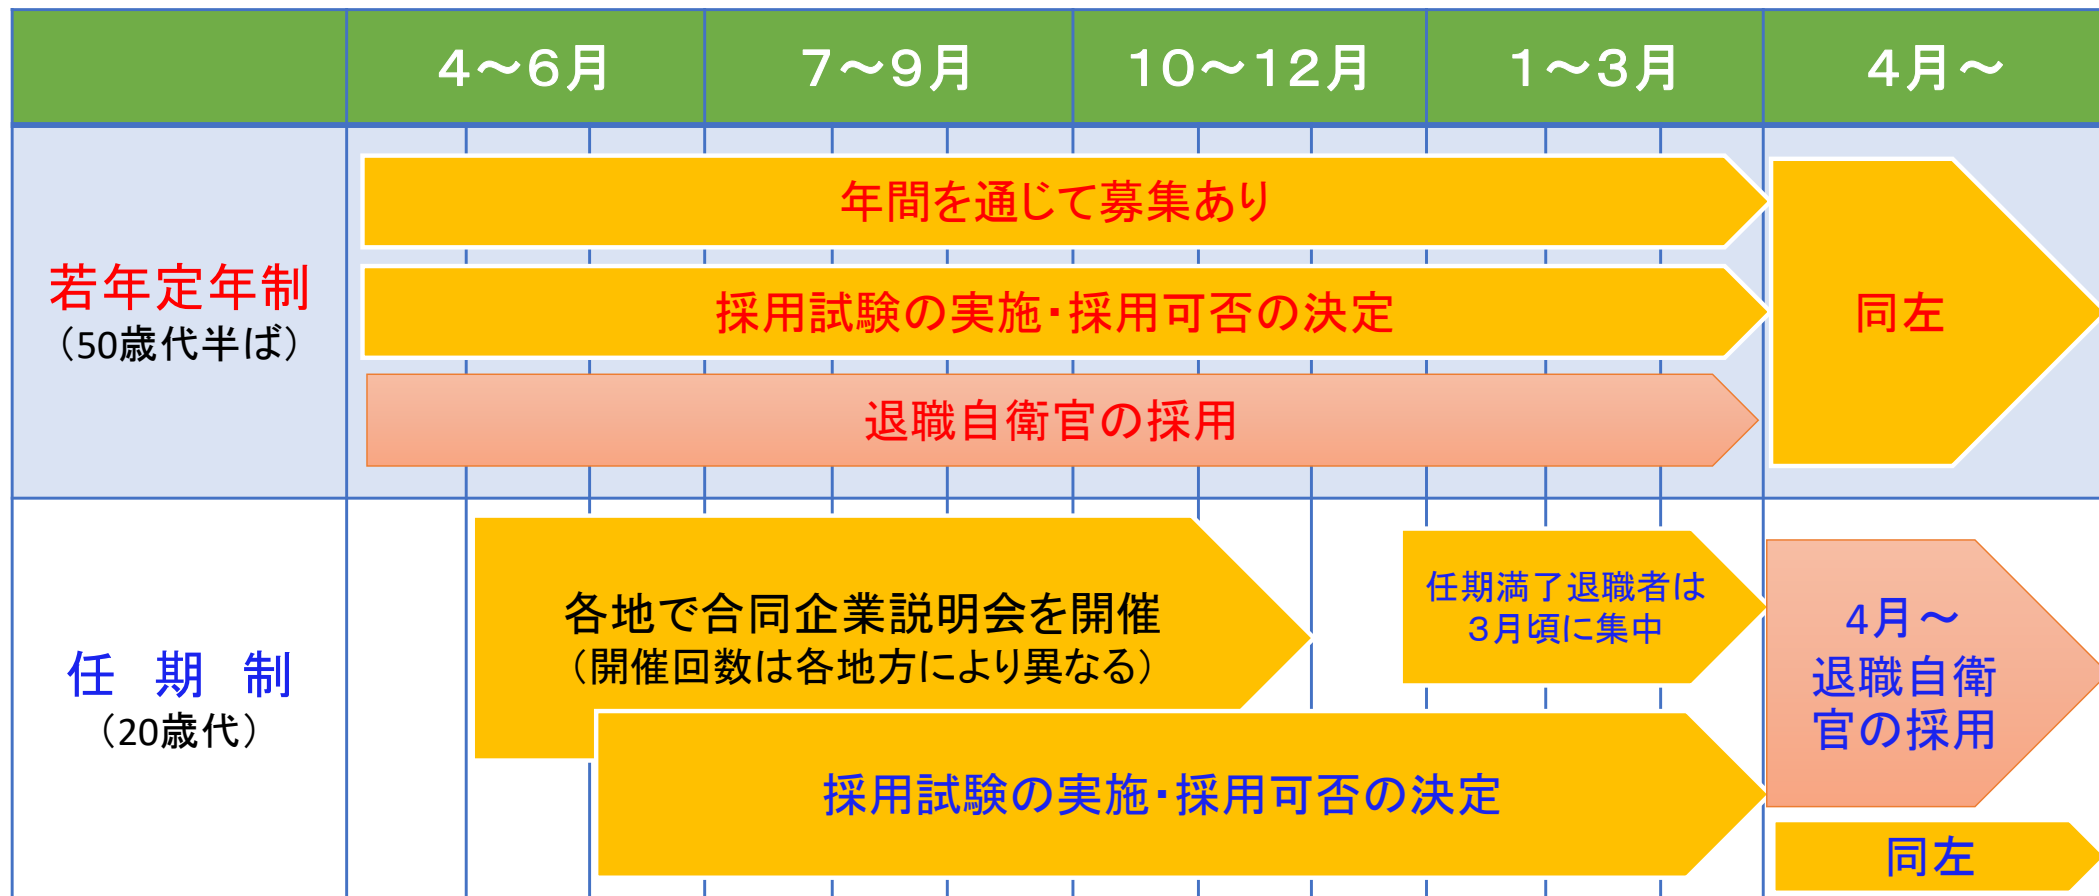 4～6月
7～9月
10～12月
1～3月
4月～
若年定年制
（50歳代半ば）
年間を通じて募集あり
採用試験の実施・採用可否の決定
退職自衛官の採用
同左
任　期　制
（20歳代）
各地で合同企業説明会を開催
（開催回数は各地方により異なる）
任期満了退職者は
３月頃に集中
採用試験の実施・採用可否の決定
4月～
退職自衛
官の採用
同左